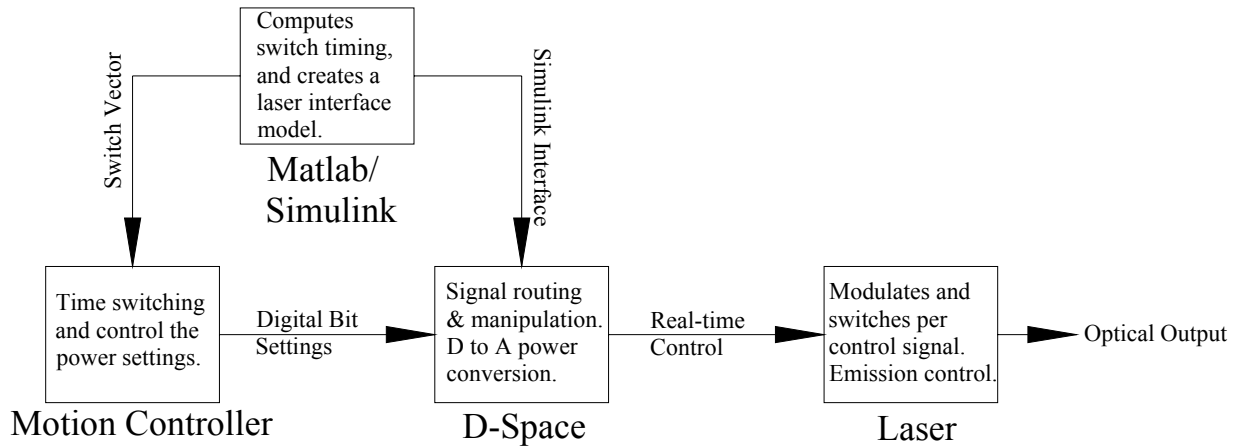 Computes
switch timing,
and creates a
laser interface
model.
Matlab/
Simulink
Switch Vector
Simulink Interface
Time switching
and control the
power settings.
Motion Controller
Digital Bit
Settings
Signal routing
& manipulation.
D to A power
conversion.
D-Space
Real-time
Control
Modulates and
switches per
control signal.
Emission control.
Laser
Optical Output